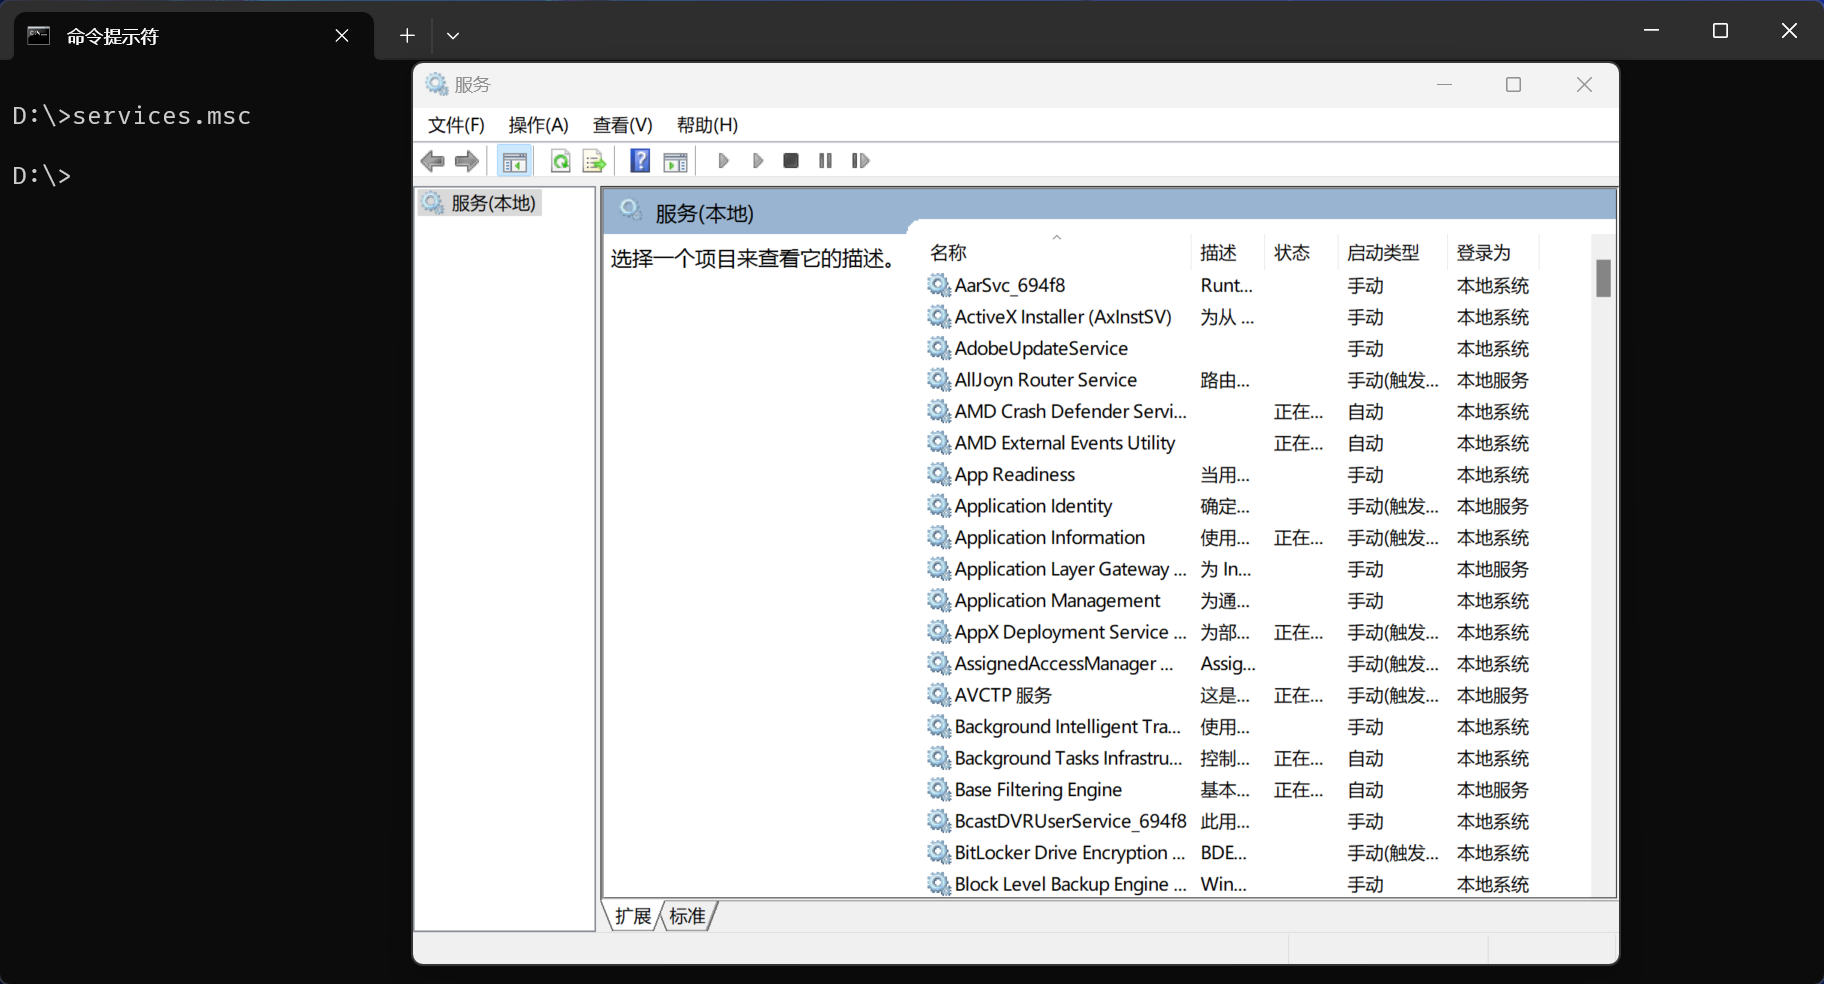 命令提示符
D:\>services.msc
D:\>
服务
文件(F) 操作(A) 查看(V) 帮助(H)
服务(本地)
服务(本地)
选择一个项目来查看它的描述。
名称 描述 状态 启动类型 登录为
AarSvc_694f8 Runt... 手动 本地系统
ActiveX Installer (AxInstSV) 为从 ... 手动 本地系统
AdobeUpdateService 手动 本地系统
AllJoyn Router Service 路由... 手动(触发... 本地服务
AMD Crash Defender Servi... 正在... 自动 本地系统
AMD External Events Utility 正在... 自动 本地系统
App Readiness 当用... 手动 本地系统
Application Identity 确定... 手动(触发... 本地服务
Application Information 使用... 正在... 手动(触发... 本地系统
Application Layer Gateway ... 为 In... 手动 本地服务
Application Management 为通... 手动 本地系统
AppX Deployment Service ... 为部... 正在... 手动(触发... 本地系统
AssignedAccessManager ... Assig... 手动(触发... 本地系统
AVCTP 服务 这是... 正在... 手动(触发... 本地服务
Background Intelligent Tra... 使用... 手动 本地系统
Background Tasks Infrastru... 控制... 正在... 自动 本地系统
Base Filtering Engine 基本... 正在... 自动 本地服务
BcastDVRUserService_694f8 此用... 手动 本地系统
BitLocker Drive Encryption ... BDE... 手动(触发... 本地系统
Block Level Backup Engine ... Win... 手动 本地系统
扩展 标准